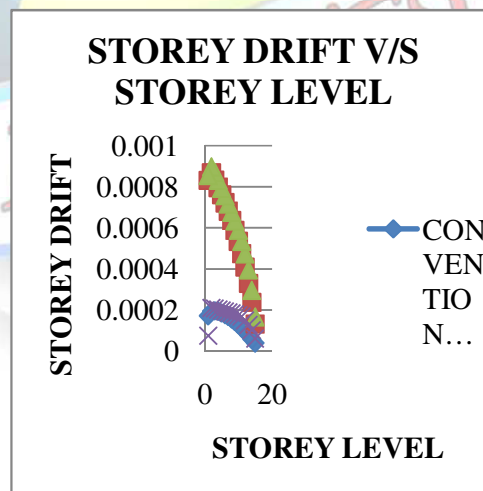 STOREY DRIFT V/S
STOREY LEVEL
STOREY DRIFT
0.001
0.0008
0.0006
0.0004
0.0002
0
0 20
STOREY LEVEL
CON
VEN
TIO
N…